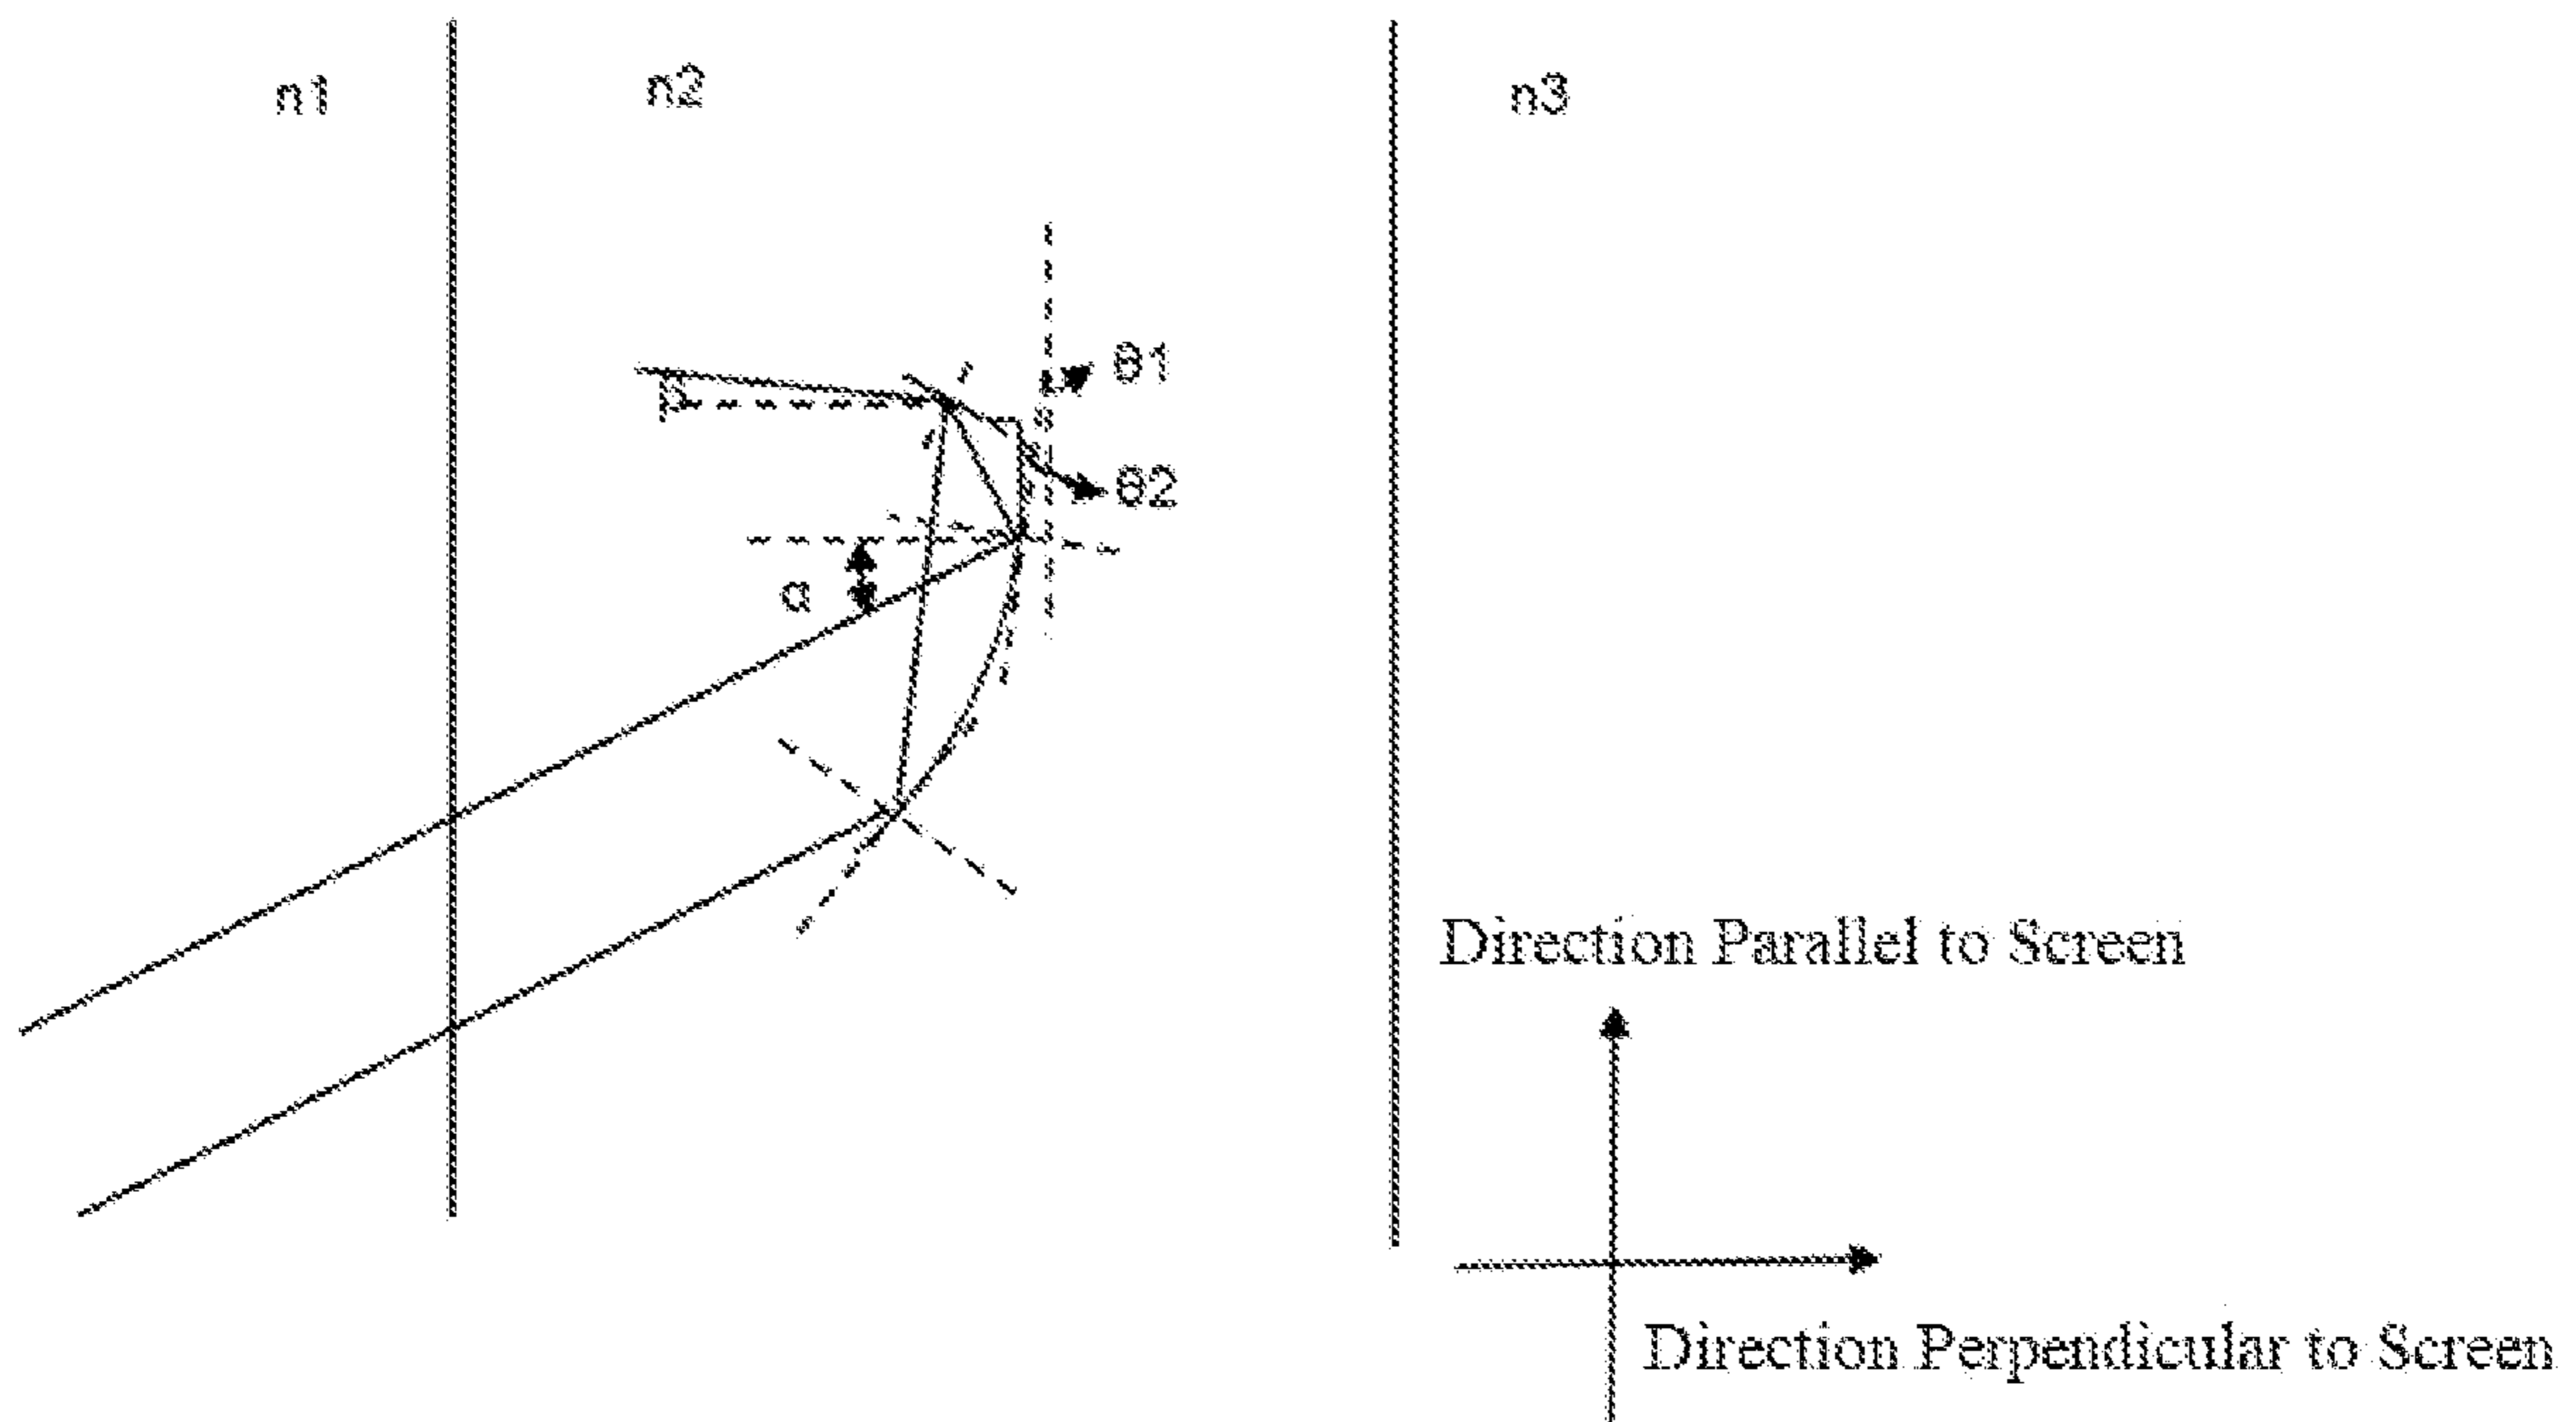 n1
n2
n3
θ1
β
θ2
α
Direction Parallel to Screen
Direction Perpendicular to Screen